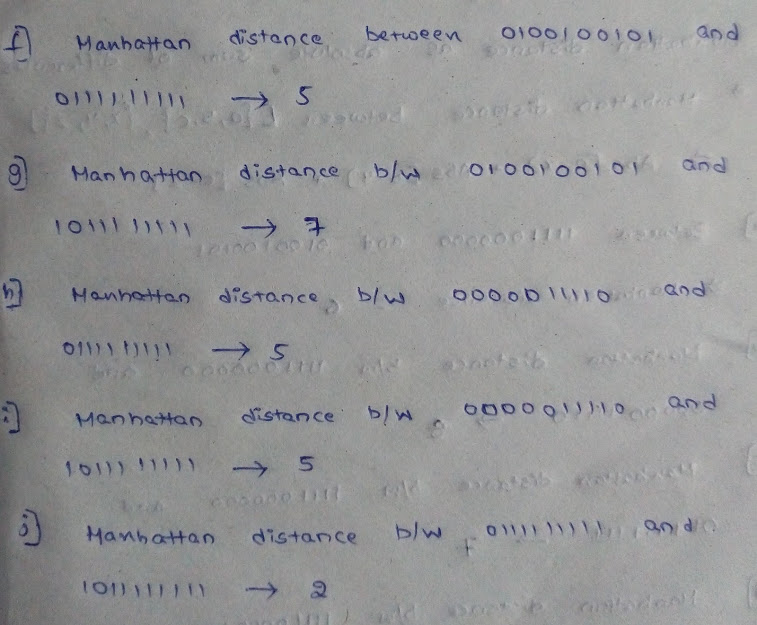 f] Manhattan distance between 0100100101 and
0111111111 → 5
g] Manhattan distance b/w 0100100101 and
1011111111 → 7
h] Manhattan distance b/w 0000011110 and
0111111111 → 5
i] Manhattan distance b/w 0000011110 and
1011111111 → 5
j] Manhattan distance b/w 0111111111 and
1011111111 → 2